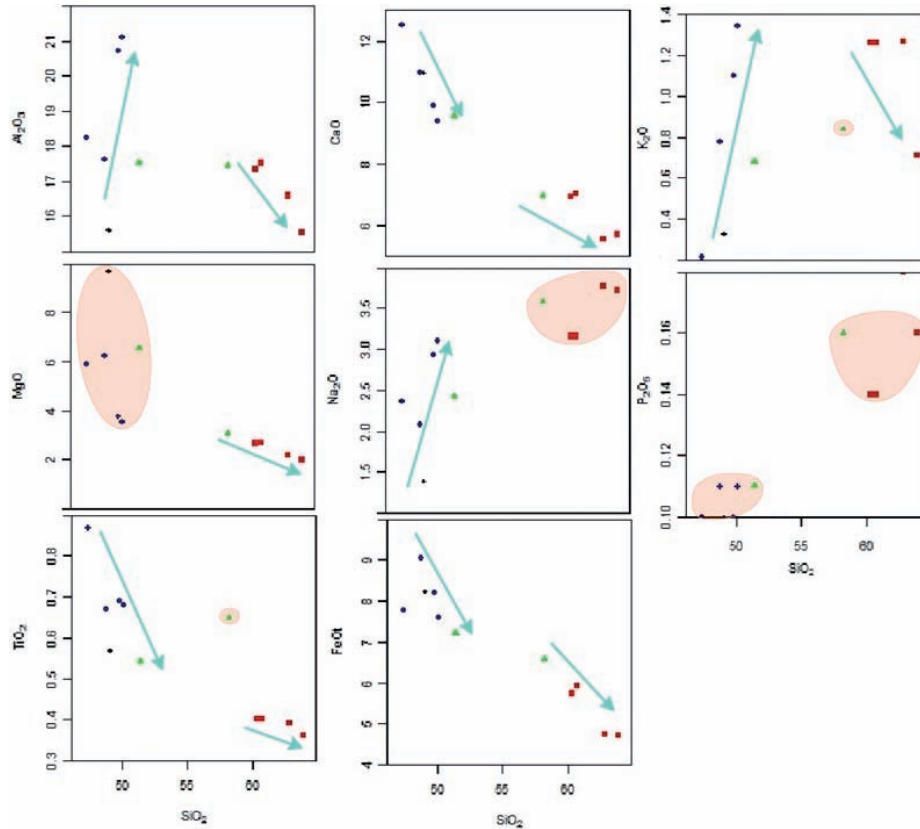 Al₂O₃
15 16 17 18 19 20 21
CaO
6 8 10 12
K₂O
0.2 0.4 0.6 0.8 1.0 1.2 1.4
MgO
2 4 6 8
Na₂O
1.5 2.0 2.5 3.0 3.5
P₂O₅
0.10 0.12 0.14 0.16
50 55 60
SiO₂
TiO₂
0.3 0.4 0.5 0.6 0.7 0.8
50 55 60
SiO₂
FeOt
4 5 6 7 8 9
50 55 60
SiO₂